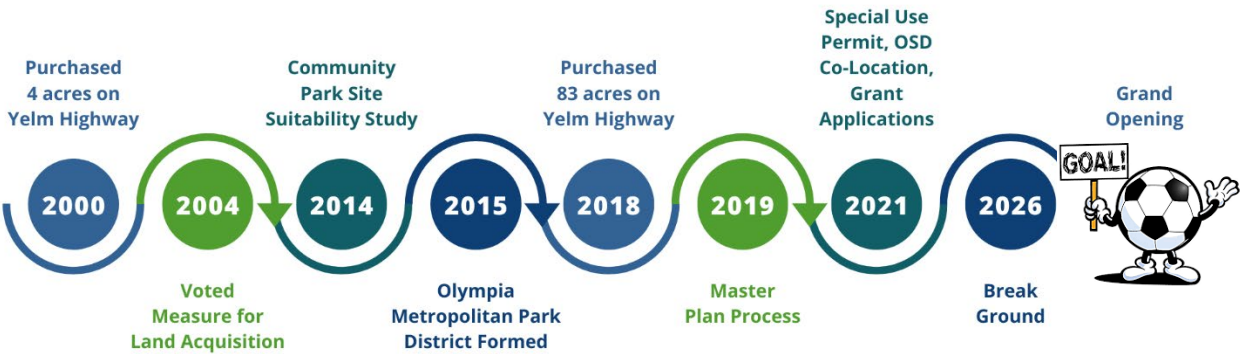 Purchased
4 acres on
Yelm Highway
2000
2004
Voted
Measure for
Land Acquisition
Community
Park Site
Suitability Study
2014
2015
Olympia
Metropolitan Park
District Formed
Purchased
83 acres on
Yelm Highway
2018
2019
Master
Plan Process
Special Use
Permit, OSD
Co-Location,
Grant
Applications
2021
2026
Break
Ground
Grand
Opening
GOAL!